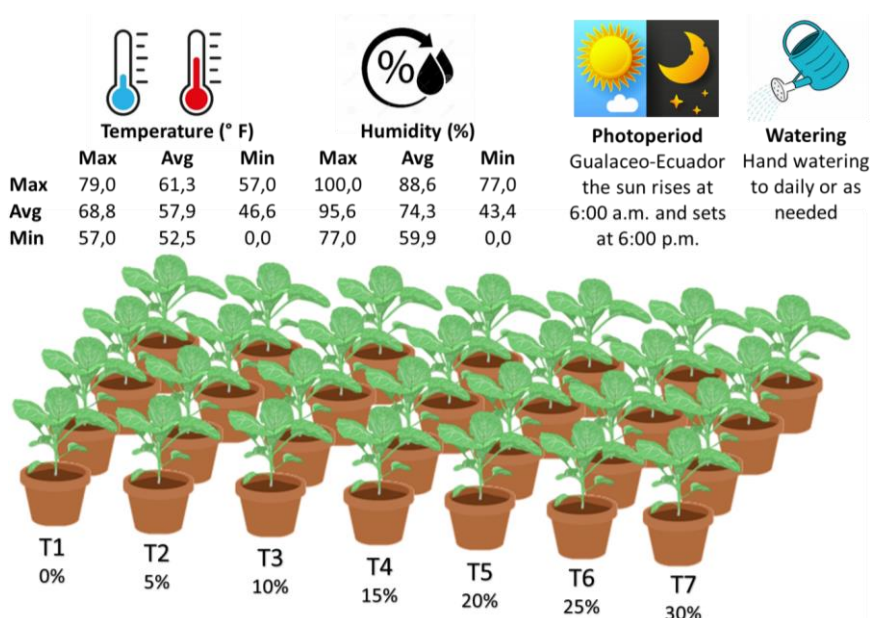 %
Temperature (° F)
Max Avg Min
Max 79,0 61,3 57,0
Avg 68,8 57,9 46,6
Min 57,0 52,5 0,0
Humidity (%)
Max Avg Min
100,0 88,6 77,0
95,6 74,3 43,4
77,0 59,9 0,0
Photoperiod
Gualaceo-Ecuador
the sun rises at
6:00 a.m. and sets
at 6:00 p.m.
Watering
Hand watering
to daily or as
needed
T1
0%
T2
5%
T3
10%
T4
15%
T5
20%
T6
25%
T7
30%